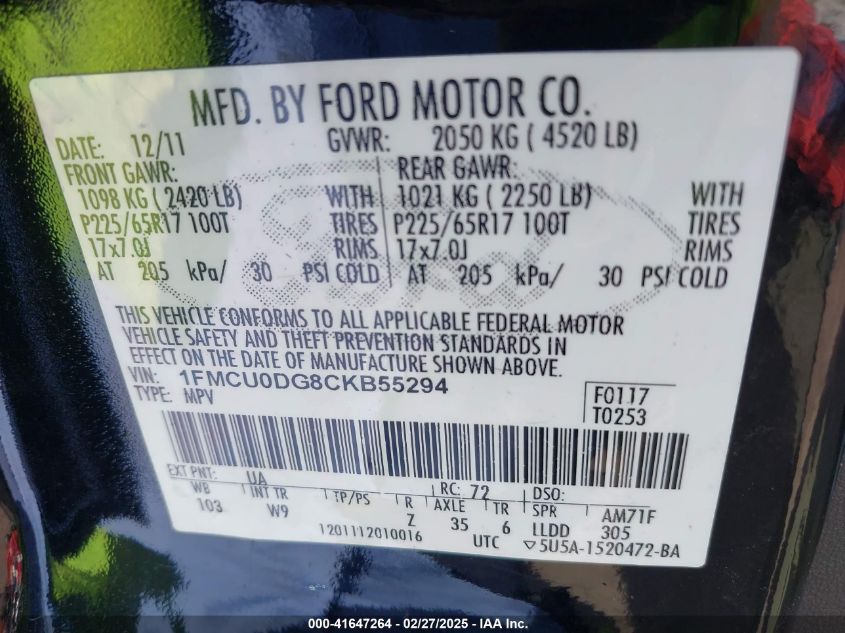 MFD. BY FORD MOTOR CO.
DATE: 12/11 GVWR: 2050 KG ( 4520 LB)
FRONT GAWR: REAR GAWR:
1098 KG ( 2420 LB) WITH 1021 KG ( 2250 LB) WITH
P225/65R17 100T TIRES P225/65R17 100T TIRES
17x7.0J RIMS 17x7.0J RIMS
AT 205 kPa/ 30 PSI COLD AT 205 kPa/ 30 PSI COLD
Ford
THIS VEHICLE CONFORMS TO ALL APPLICABLE FEDERAL MOTOR
VEHICLE SAFETY AND THEFT PREVENTION STANDARDS IN
EFFECT ON THE DATE OF MANUFACTURE SHOWN ABOVE.
VIN: 1FMCU0DG8CKB55294
TYPE: MPV
F0117
T0253
EXT PNT: UA RC: 72 DSO:
WB INT TR TP/PS R AXLE TR SPR AM71F
103 W9 Z 35 6 LLDD 305
1201112010016 UTC ▽5U5A-1520472-BA
000-41647264 - 02/27/2025 - IAA Inc.